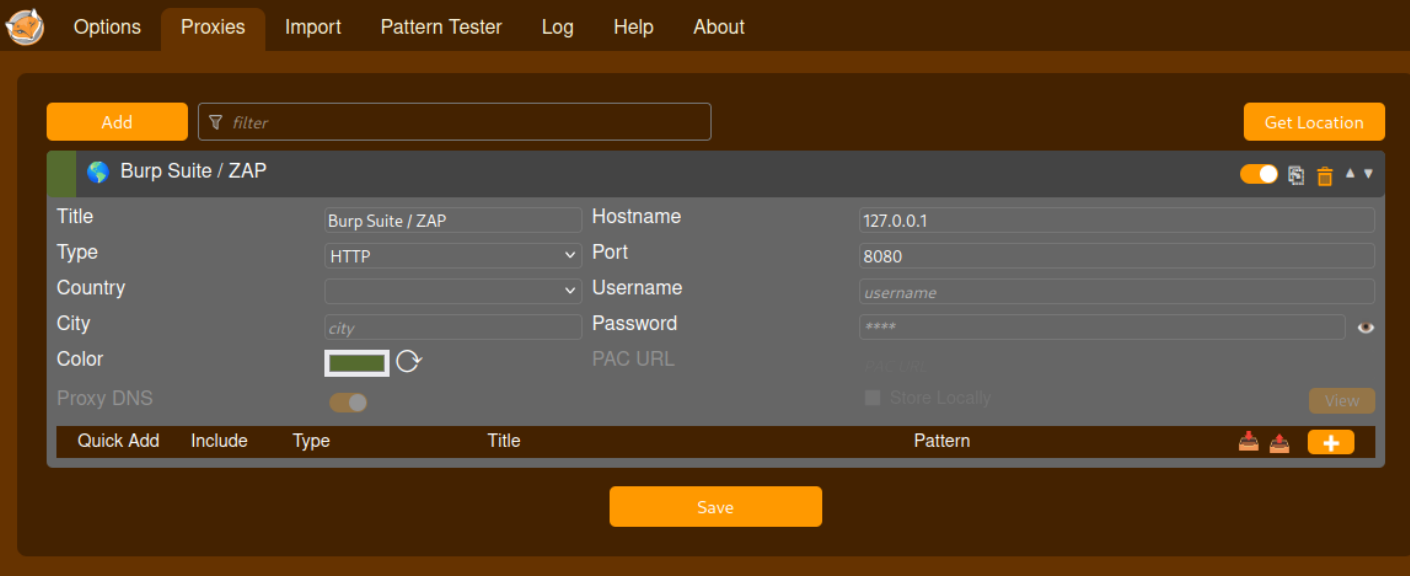 Options Proxies Import Pattern Tester Log Help About
Add filter Get Location
Burp Suite / ZAP
Title Burp Suite / ZAP Hostname 127.0.0.1
Type HTTP Port 8080
Country Username username
City city Password ****
Color PAC URL PAC URL
Proxy DNS Store Locally View
Quick Add Include Type Title Pattern
Save